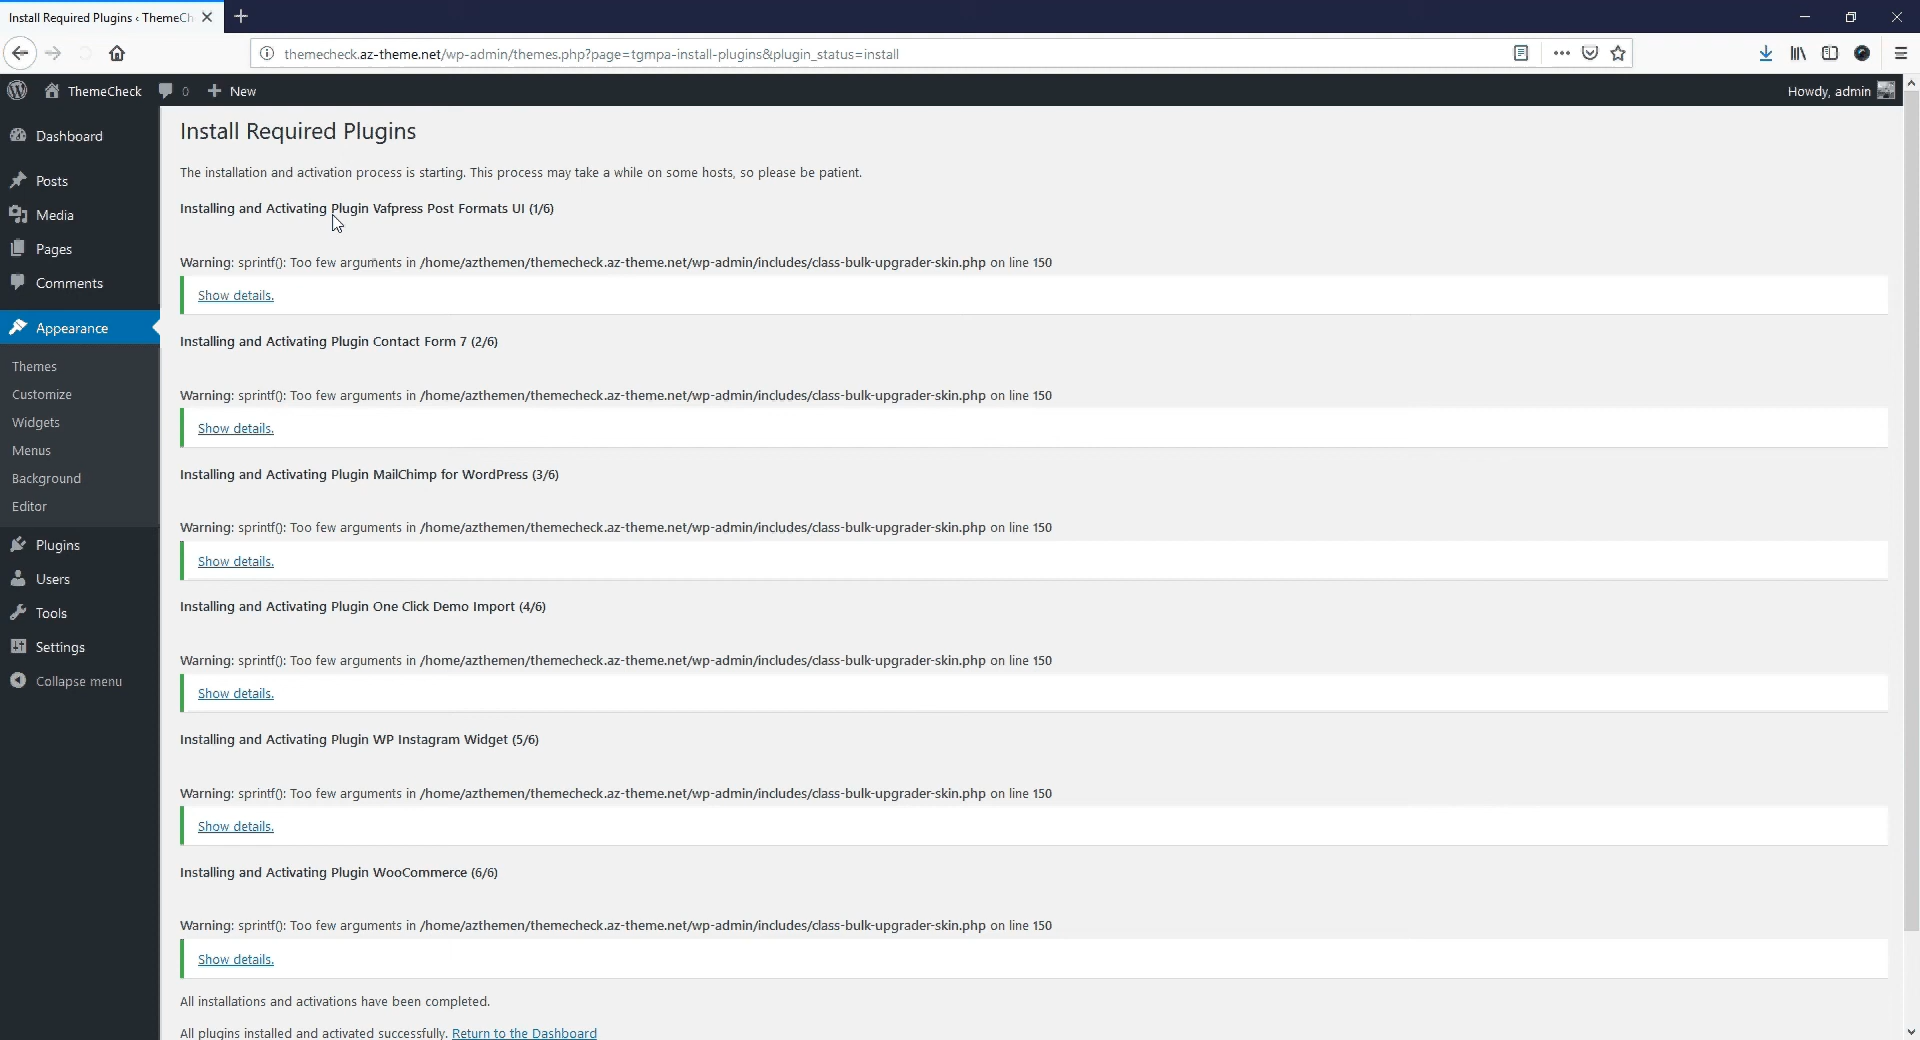 Install Required Plugins ‹ ThemeCh
themecheck.az-theme.net/wp-admin/themes.php?page=tgmpa-install-plugins&plugin_status=install
ThemeCheck 0 New Howdy, admin
Dashboard
Posts
Media
Pages
Comments
Appearance
Themes
Customize
Widgets
Menus
Background
Editor
Plugins
Users
Tools
Settings
Collapse menu
Install Required Plugins
The installation and activation process is starting. This process may take a while on some hosts, so please be patient.
Installing and Activating Plugin Vafpress Post Formats UI (1/6)
Warning: sprintf(): Too few arguments in /home/azthemen/themecheck.az-theme.net/wp-admin/includes/class-bulk-upgrader-skin.php on line 150
Show details.
Installing and Activating Plugin Contact Form 7 (2/6)
Warning: sprintf(): Too few arguments in /home/azthemen/themecheck.az-theme.net/wp-admin/includes/class-bulk-upgrader-skin.php on line 150
Show details.
Installing and Activating Plugin MailChimp for WordPress (3/6)
Warning: sprintf(): Too few arguments in /home/azthemen/themecheck.az-theme.net/wp-admin/includes/class-bulk-upgrader-skin.php on line 150
Show details.
Installing and Activating Plugin One Click Demo Import (4/6)
Warning: sprintf(): Too few arguments in /home/azthemen/themecheck.az-theme.net/wp-admin/includes/class-bulk-upgrader-skin.php on line 150
Show details.
Installing and Activating Plugin WP Instagram Widget (5/6)
Warning: sprintf(): Too few arguments in /home/azthemen/themecheck.az-theme.net/wp-admin/includes/class-bulk-upgrader-skin.php on line 150
Show details.
Installing and Activating Plugin WooCommerce (6/6)
Warning: sprintf(): Too few arguments in /home/azthemen/themecheck.az-theme.net/wp-admin/includes/class-bulk-upgrader-skin.php on line 150
Show details.
All installations and activations have been completed.
All plugins installed and activated successfully. Return to the Dashboard